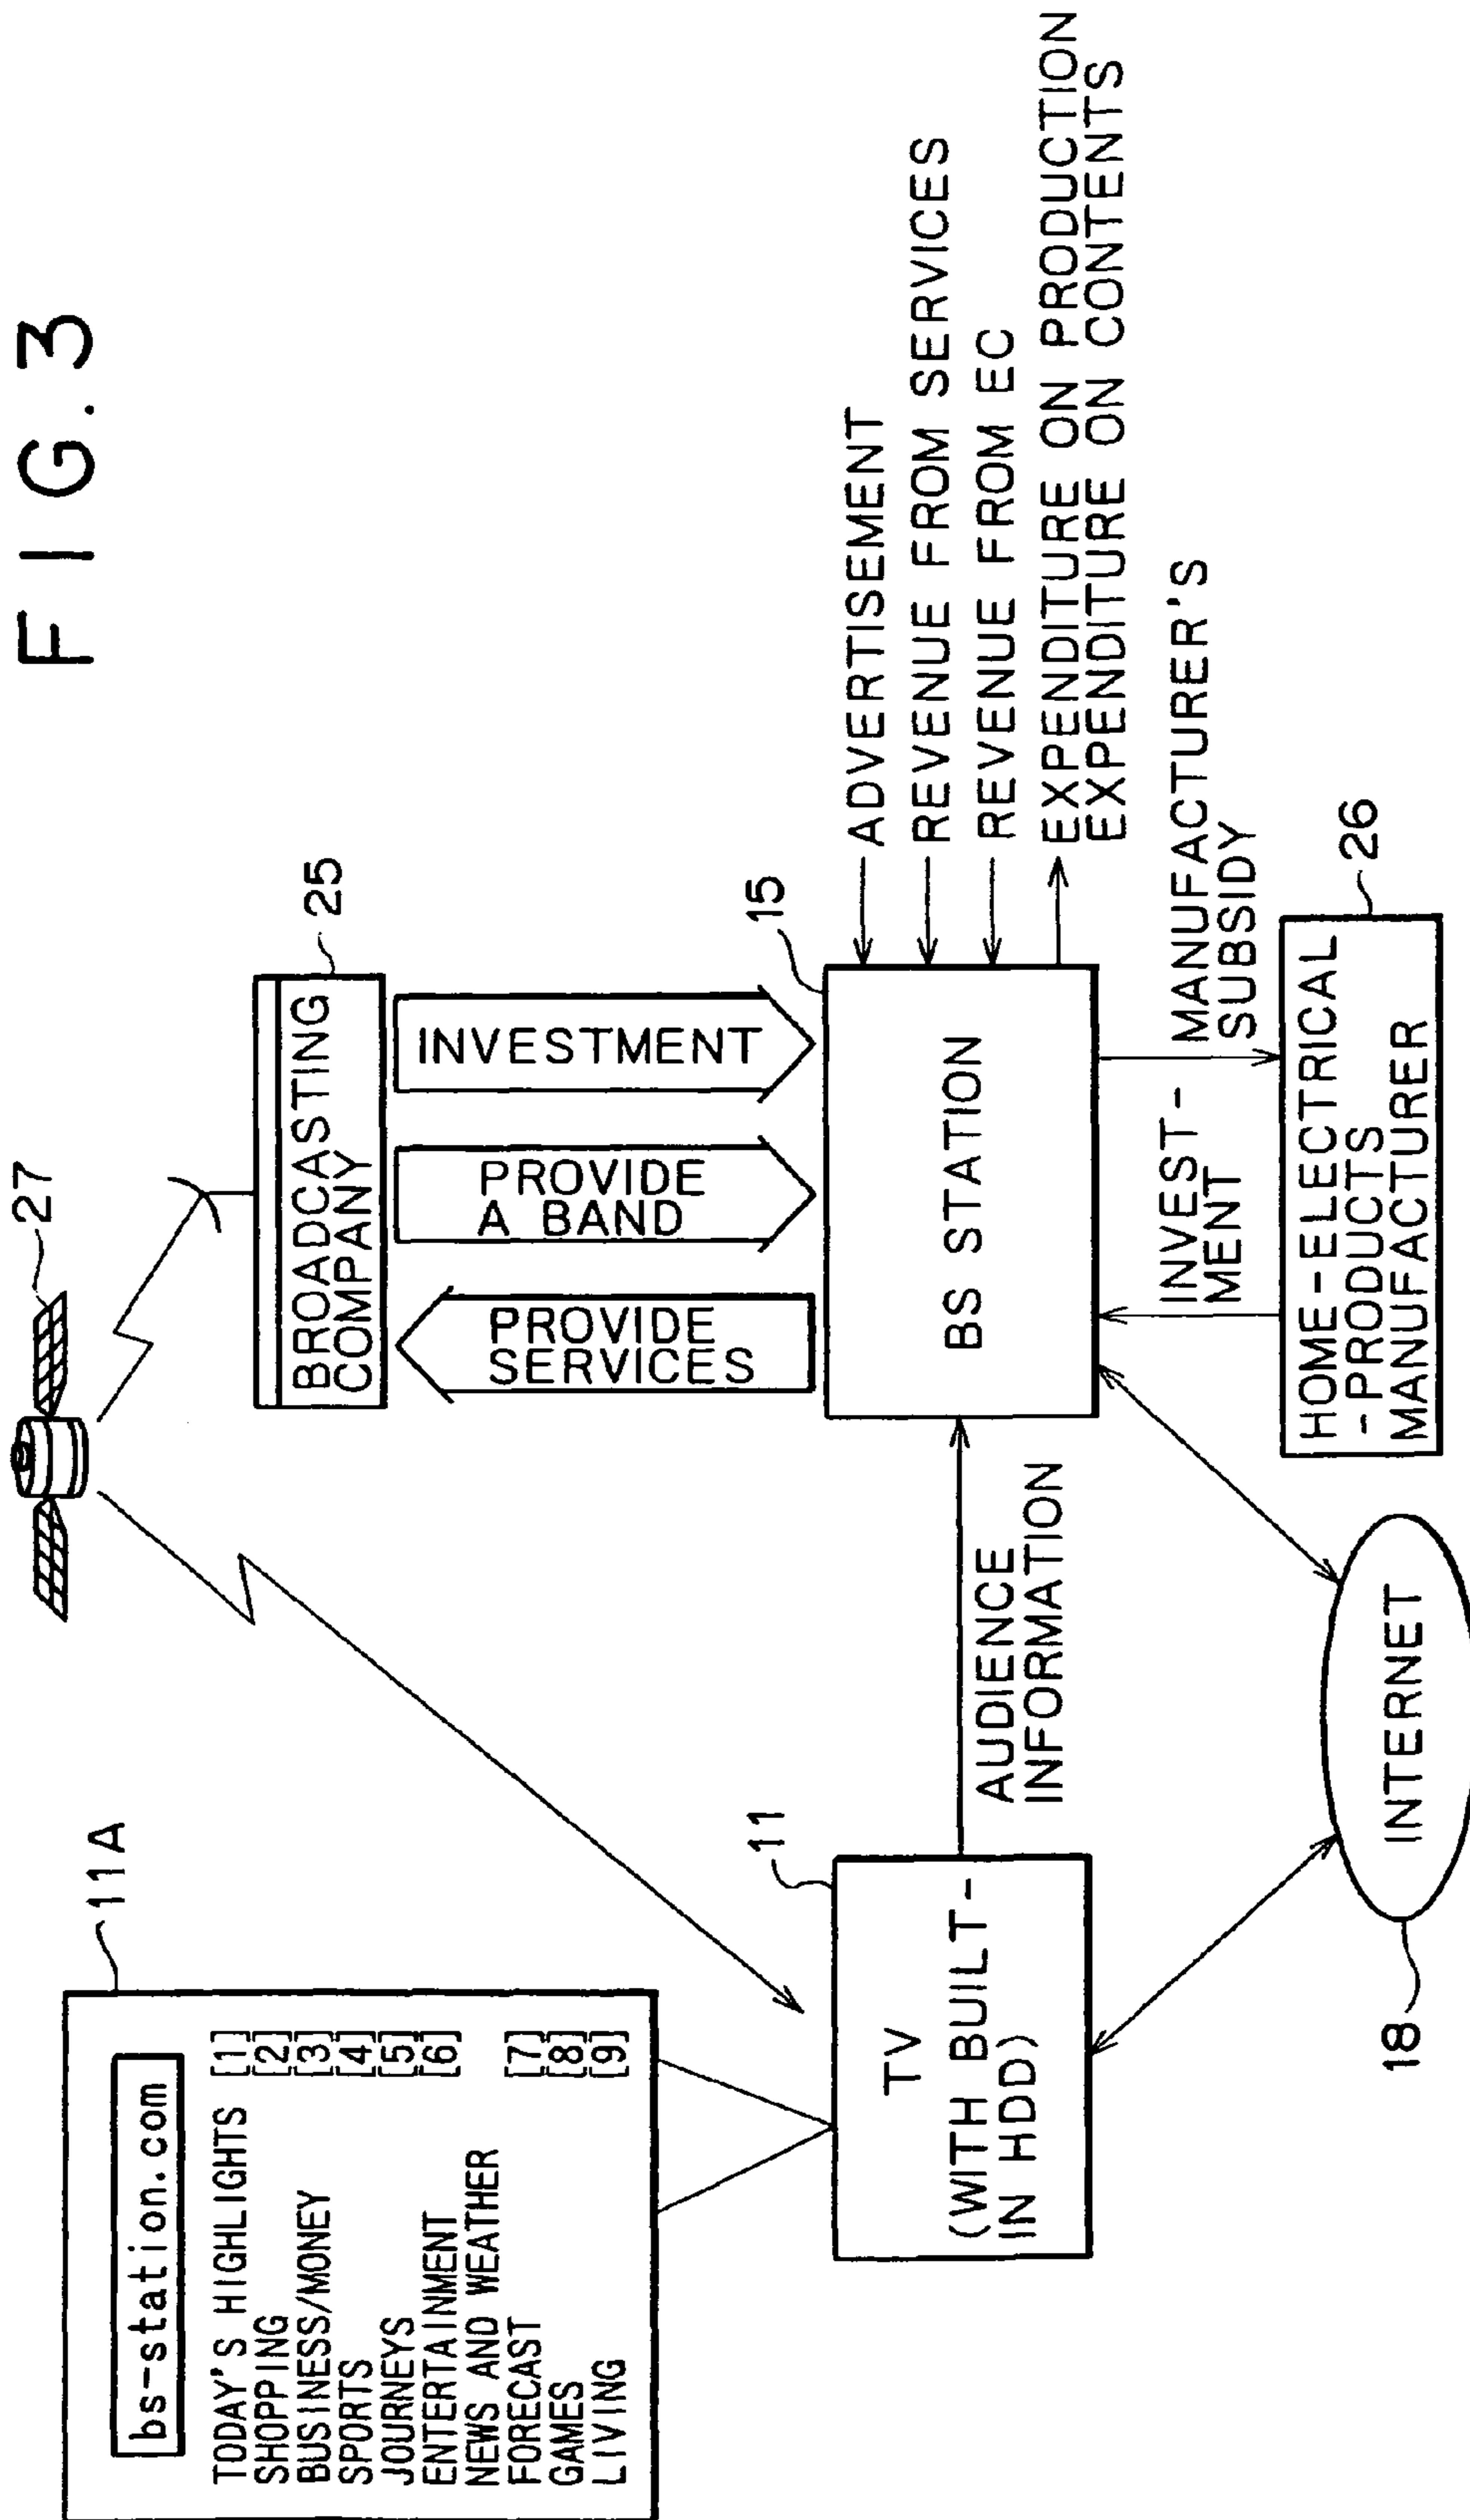 FIG.3
27
11A
bs-station.com
TODAY'S HIGHLIGHTS [1]
SHOPPING [2]
BUSINESS/MONEY [3]
SPORTS [4]
JOURNEYS [5]
ENTERTAINMENT [6]
NEWS AND WEATHER
FORECAST [7]
GAMES [8]
LIVING [9]
25
BROADCASTING
COMPANY
PROVIDE
SERVICES
PROVIDE
A BAND
INVESTMENT
11
TV
(WITH BUILT-
IN HDD)
AUDIENCE
INFORMATION
15
BS STATION
ADVERTISEMENT
REVENUE FROM SERVICES
REVENUE FROM EC
EXPENDITURE ON PRODUCTION
EXPENDITURE ON CONTENTS
INVEST-
MENT
MANUFACTURER'S
SUBSIDY
18
INTERNET
26
HOME-ELECTRICAL
-PRODUCTS
MANUFACTURER